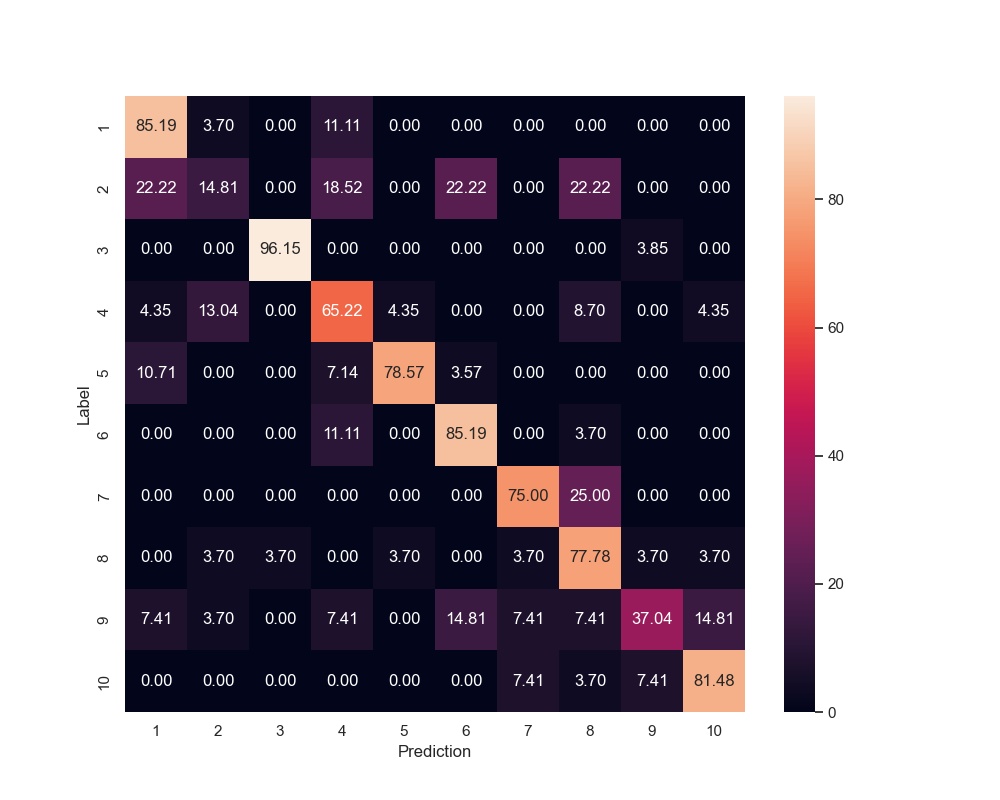 1 85.19 3.70 0.00 11.11 0.00 0.00 0.00 0.00 0.00 0.00
2 22.22 14.81 0.00 18.52 0.00 22.22 0.00 22.22 0.00 0.00
3 0.00 0.00 96.15 0.00 0.00 0.00 0.00 0.00 3.85 0.00
4 4.35 13.04 0.00 65.22 4.35 0.00 0.00 8.70 0.00 4.35
5 10.71 0.00 0.00 7.14 78.57 3.57 0.00 0.00 0.00 0.00
6 0.00 0.00 0.00 11.11 0.00 85.19 0.00 3.70 0.00 0.00
7 0.00 0.00 0.00 0.00 0.00 0.00 75.00 25.00 0.00 0.00
8 0.00 3.70 3.70 0.00 3.70 0.00 3.70 77.78 3.70 3.70
9 7.41 3.70 0.00 7.41 0.00 14.81 7.41 7.41 37.04 14.81
10 0.00 0.00 0.00 0.00 0.00 0.00 7.41 3.70 7.41 81.48
1 2 3 4 5 6 7 8 9 10
Prediction
Label
80
60
40
20
0